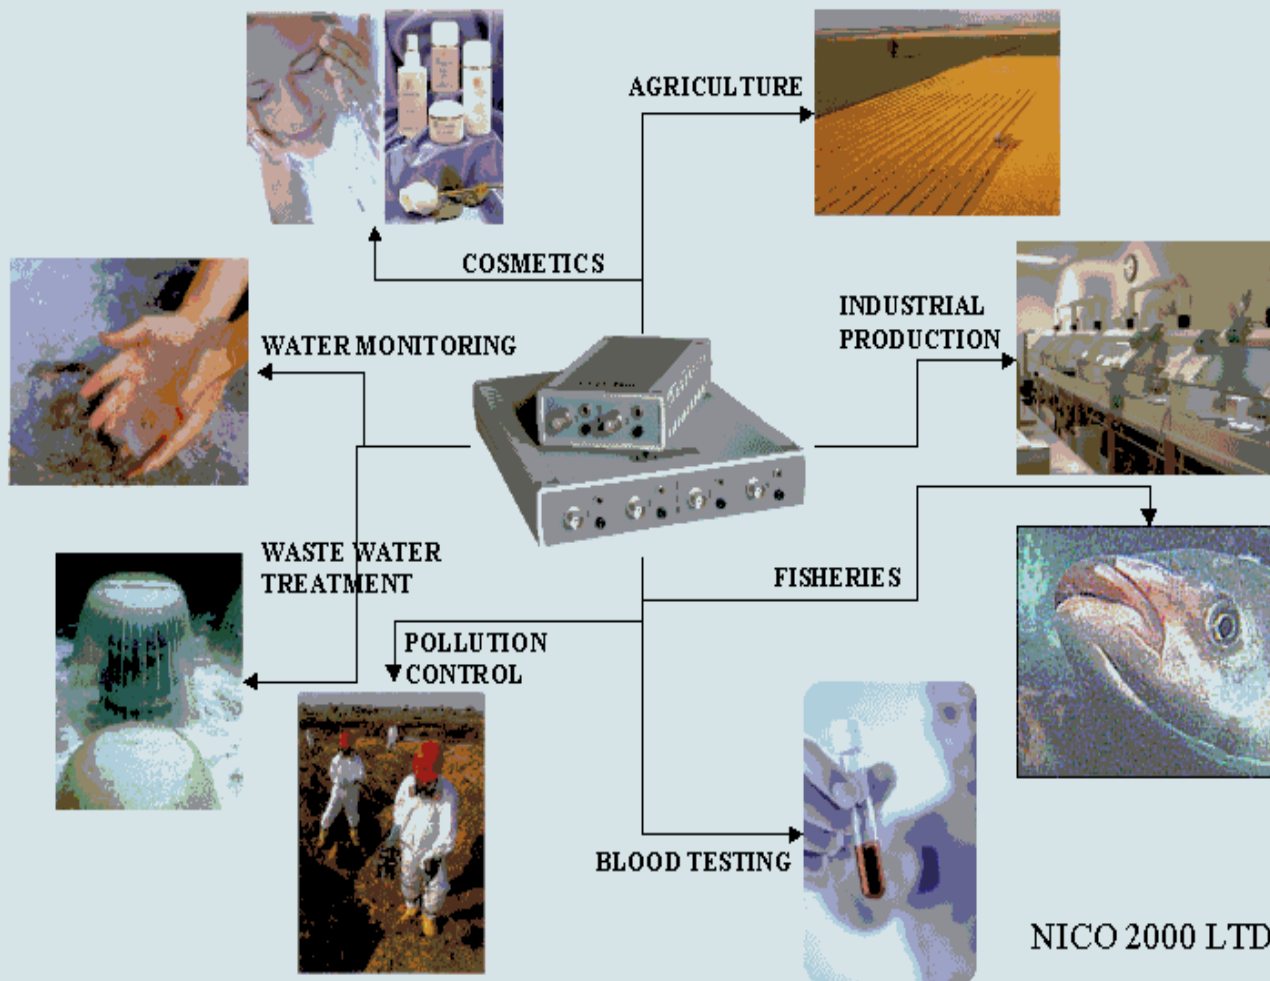 AGRICULTURE
COSMETICS
INDUSTRIAL
PRODUCTION
WATER MONITORING
WASTE WATER
TREATMENT
FISHERIES
POLLUTION
CONTROL
BLOOD TESTING
NICO 2000 LTD